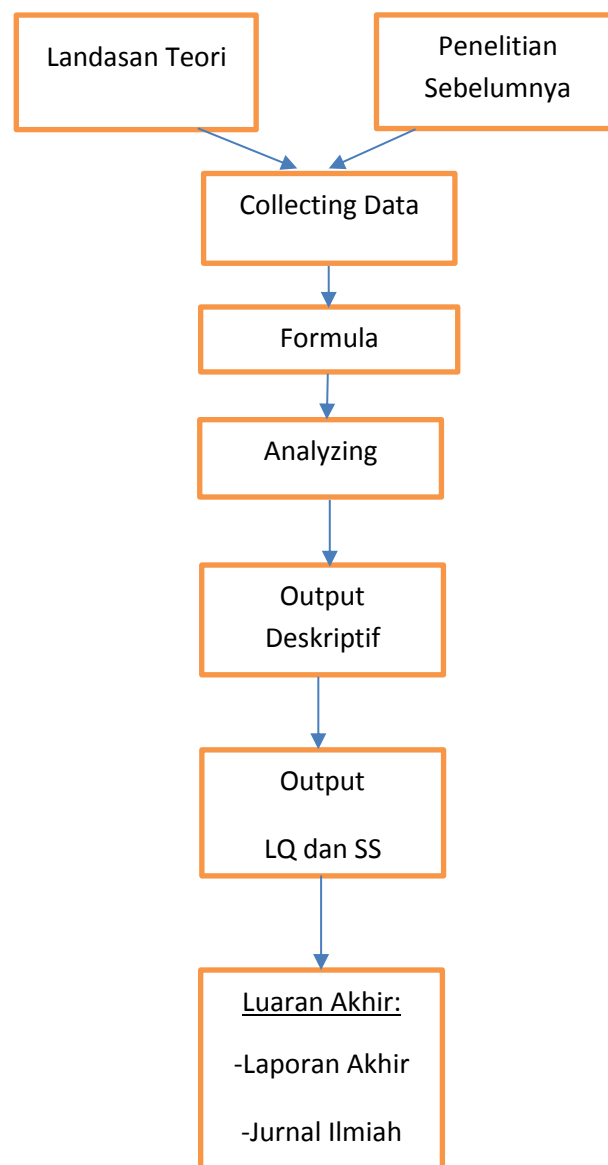 Landasan Teori
Penelitian
Sebelumnya
Collecting Data
Formula
Analyzing
Output
Deskriptif
Output
LQ dan SS
Luaran Akhir:
-Laporan Akhir
-Jurnal Ilmiah